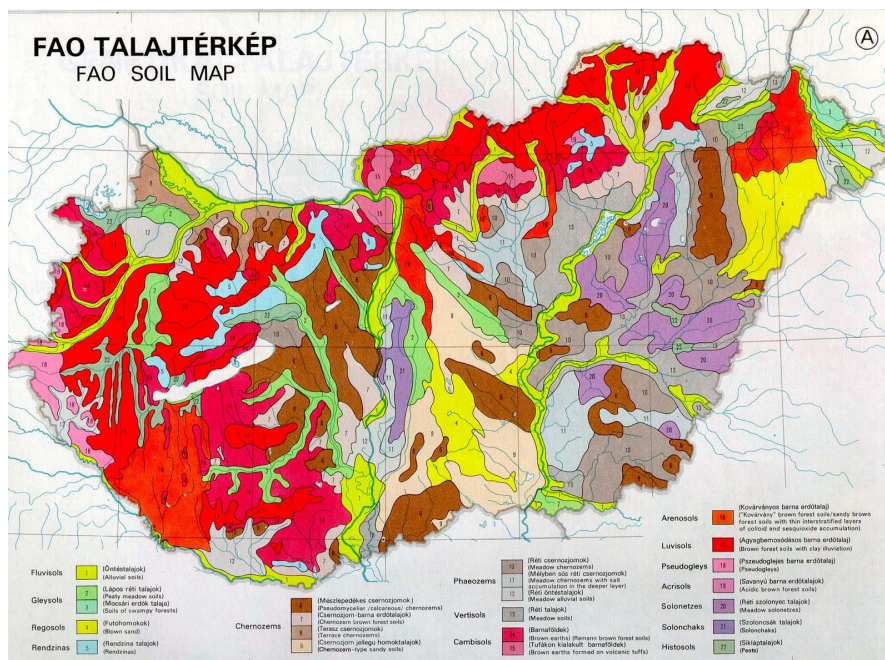 FAO TALAJTÉRKÉP
FAO SOIL MAP
A
Fluvisols
1
(Öntéstalajok)
(Alluvial soils)
Gleysols
2
(Lápos réti talajok)
(Peaty meadow soils)
3
(Mocsári erdők talaja)
(Soils of swampy forests)
Regosols
4
(Futóhomokok)
(Blown sand)
Rendzinas
5
(Rendzina talajok)
(Rendzinas)
Chernozems
6
(Mészlepedékes csernozjomok)
(Pseudomyceliar /calcareous/ chernozems)
7
(Csernozjom-barna erdőtalajok)
(Chernozem brown forest soils)
8
(Terasz csernozjomok)
(Terrace chernozems)
9
(Csernozjom jellegű homoktalajok)
(Chernozem-type sandy soils)
Phaeozems
10
(Réti csernozjomok)
(Meadow chernozems)
11
(Mélyben sós réti csernozjomok)
(Meadow chernozems with salt
accumulation in the deeper layer)
12
(Réti öntéstalajok)
(Meadow alluvial soils)
Vertisols
13
(Réti talajok)
(Meadow soils)
Cambisols
14
(Barnaföldek)
(Brown earths) (Ramann brown forest soils)
15
(Tufákon kialakult barnaföldek)
(Brown earths formed on volcanic tuffs)
Arenosols
16
(Kovárványos barna erdőtalaj)
("Kovárvány" brown forest soils/sandy brown
forest soils with thin interstratified layers
of colloid and sesquioxide accumulation)
Luvisols
17
(Agyagbemosódásos barna erdőtalaj)
(Brown forest soils with clay illuviation)
Pseudogleys
18
(Pszeudoglejes barna erdőtalaj)
(Pseudogleys)
Acrisols
19
(Savanyú barna erdőtalajok)
(Acidic brown forest soils)
Solonetzes
20
(Réti szolonyec talajok)
(Meadow solonetzes)
Solonchaks
21
(Szoloncsák talajok)
(Solonchaks)
Histosols
22
(Síkláptalajok)
(Peats)